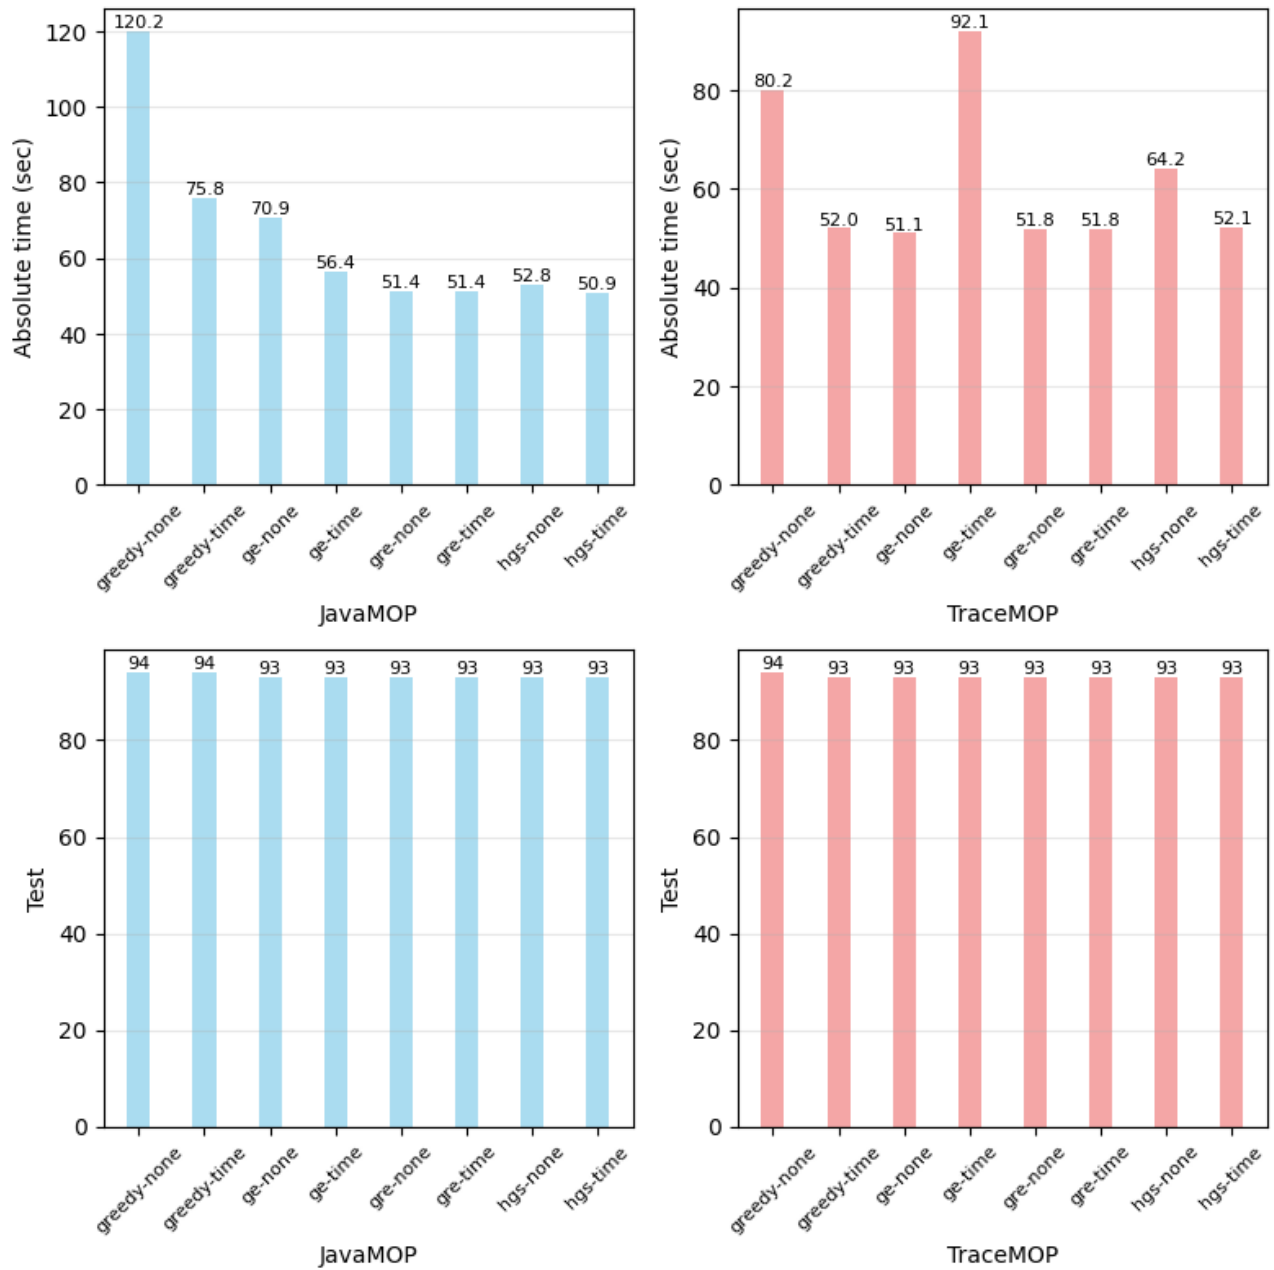 120.2
75.8
70.9
56.4
51.4
51.4
52.8
50.9
120
100
80
60
40
20
0
Absolute time (sec)
greedy-none
greedy-time
ge-none
ge-time
gre-none
gre-time
hgs-none
hgs-time
JavaMOP
80.2
52.0
51.1
92.1
51.8
51.8
64.2
52.1
80
60
40
20
0
Absolute time (sec)
greedy-none
greedy-time
ge-none
ge-time
gre-none
gre-time
hgs-none
hgs-time
TraceMOP
94
94
93
93
93
93
93
93
80
60
40
20
0
Test
greedy-none
greedy-time
ge-none
ge-time
gre-none
gre-time
hgs-none
hgs-time
JavaMOP
94
93
93
93
93
93
93
93
80
60
40
20
0
Test
greedy-none
greedy-time
ge-none
ge-time
gre-none
gre-time
hgs-none
hgs-time
TraceMOP